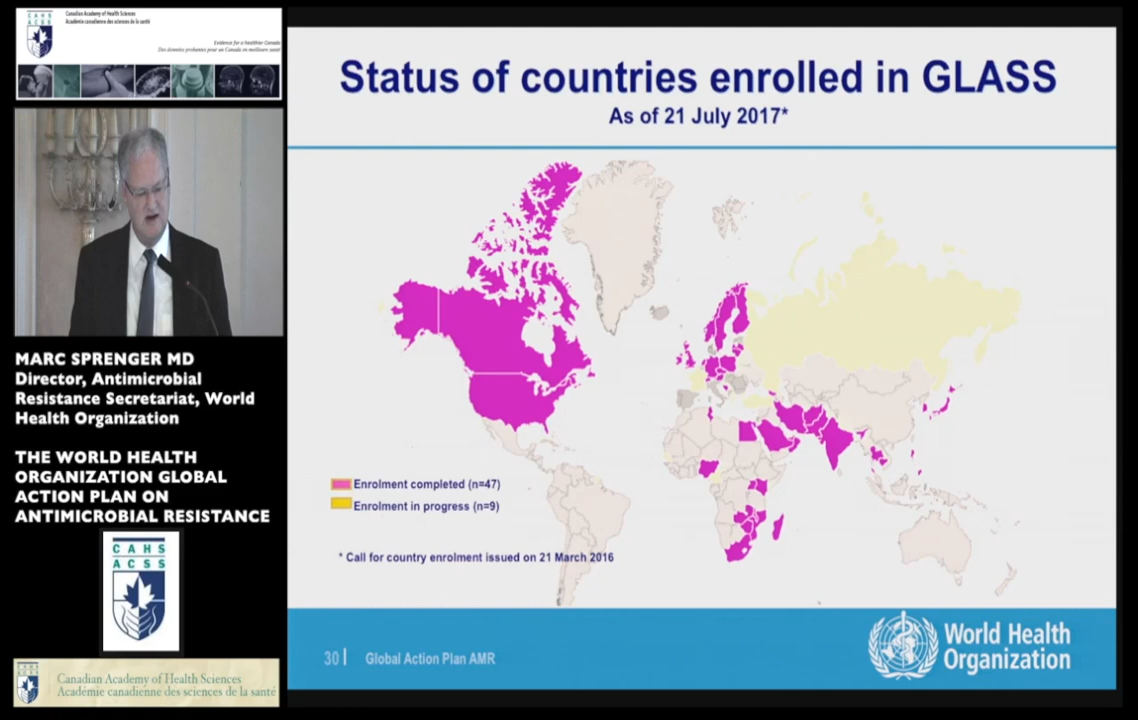 Canadian Academy of Health Sciences
Académie canadienne des sciences de la santé
CAHS
ACSS
Evidence for a healthier Canada
Des données probantes pour un Canada en meilleure santé
MARC SPRENGER MD
Director, Antimicrobial
Resistance Secretariat, World
Health Organization
THE WORLD HEALTH
ORGANIZATION GLOBAL
ACTION PLAN ON
ANTIMICROBIAL RESISTANCE
CAHS
ACSS
CAHS
ACSS
Canadian Academy of Health Sciences
Académie canadienne des sciences de la santé
Status of countries enrolled in GLASS
As of 21 July 2017*
Enrolment completed (n=47)
Enrolment in progress (n=9)
* Call for country enrolment issued on 21 March 2016
30 | Global Action Plan AMR
World Health
Organization